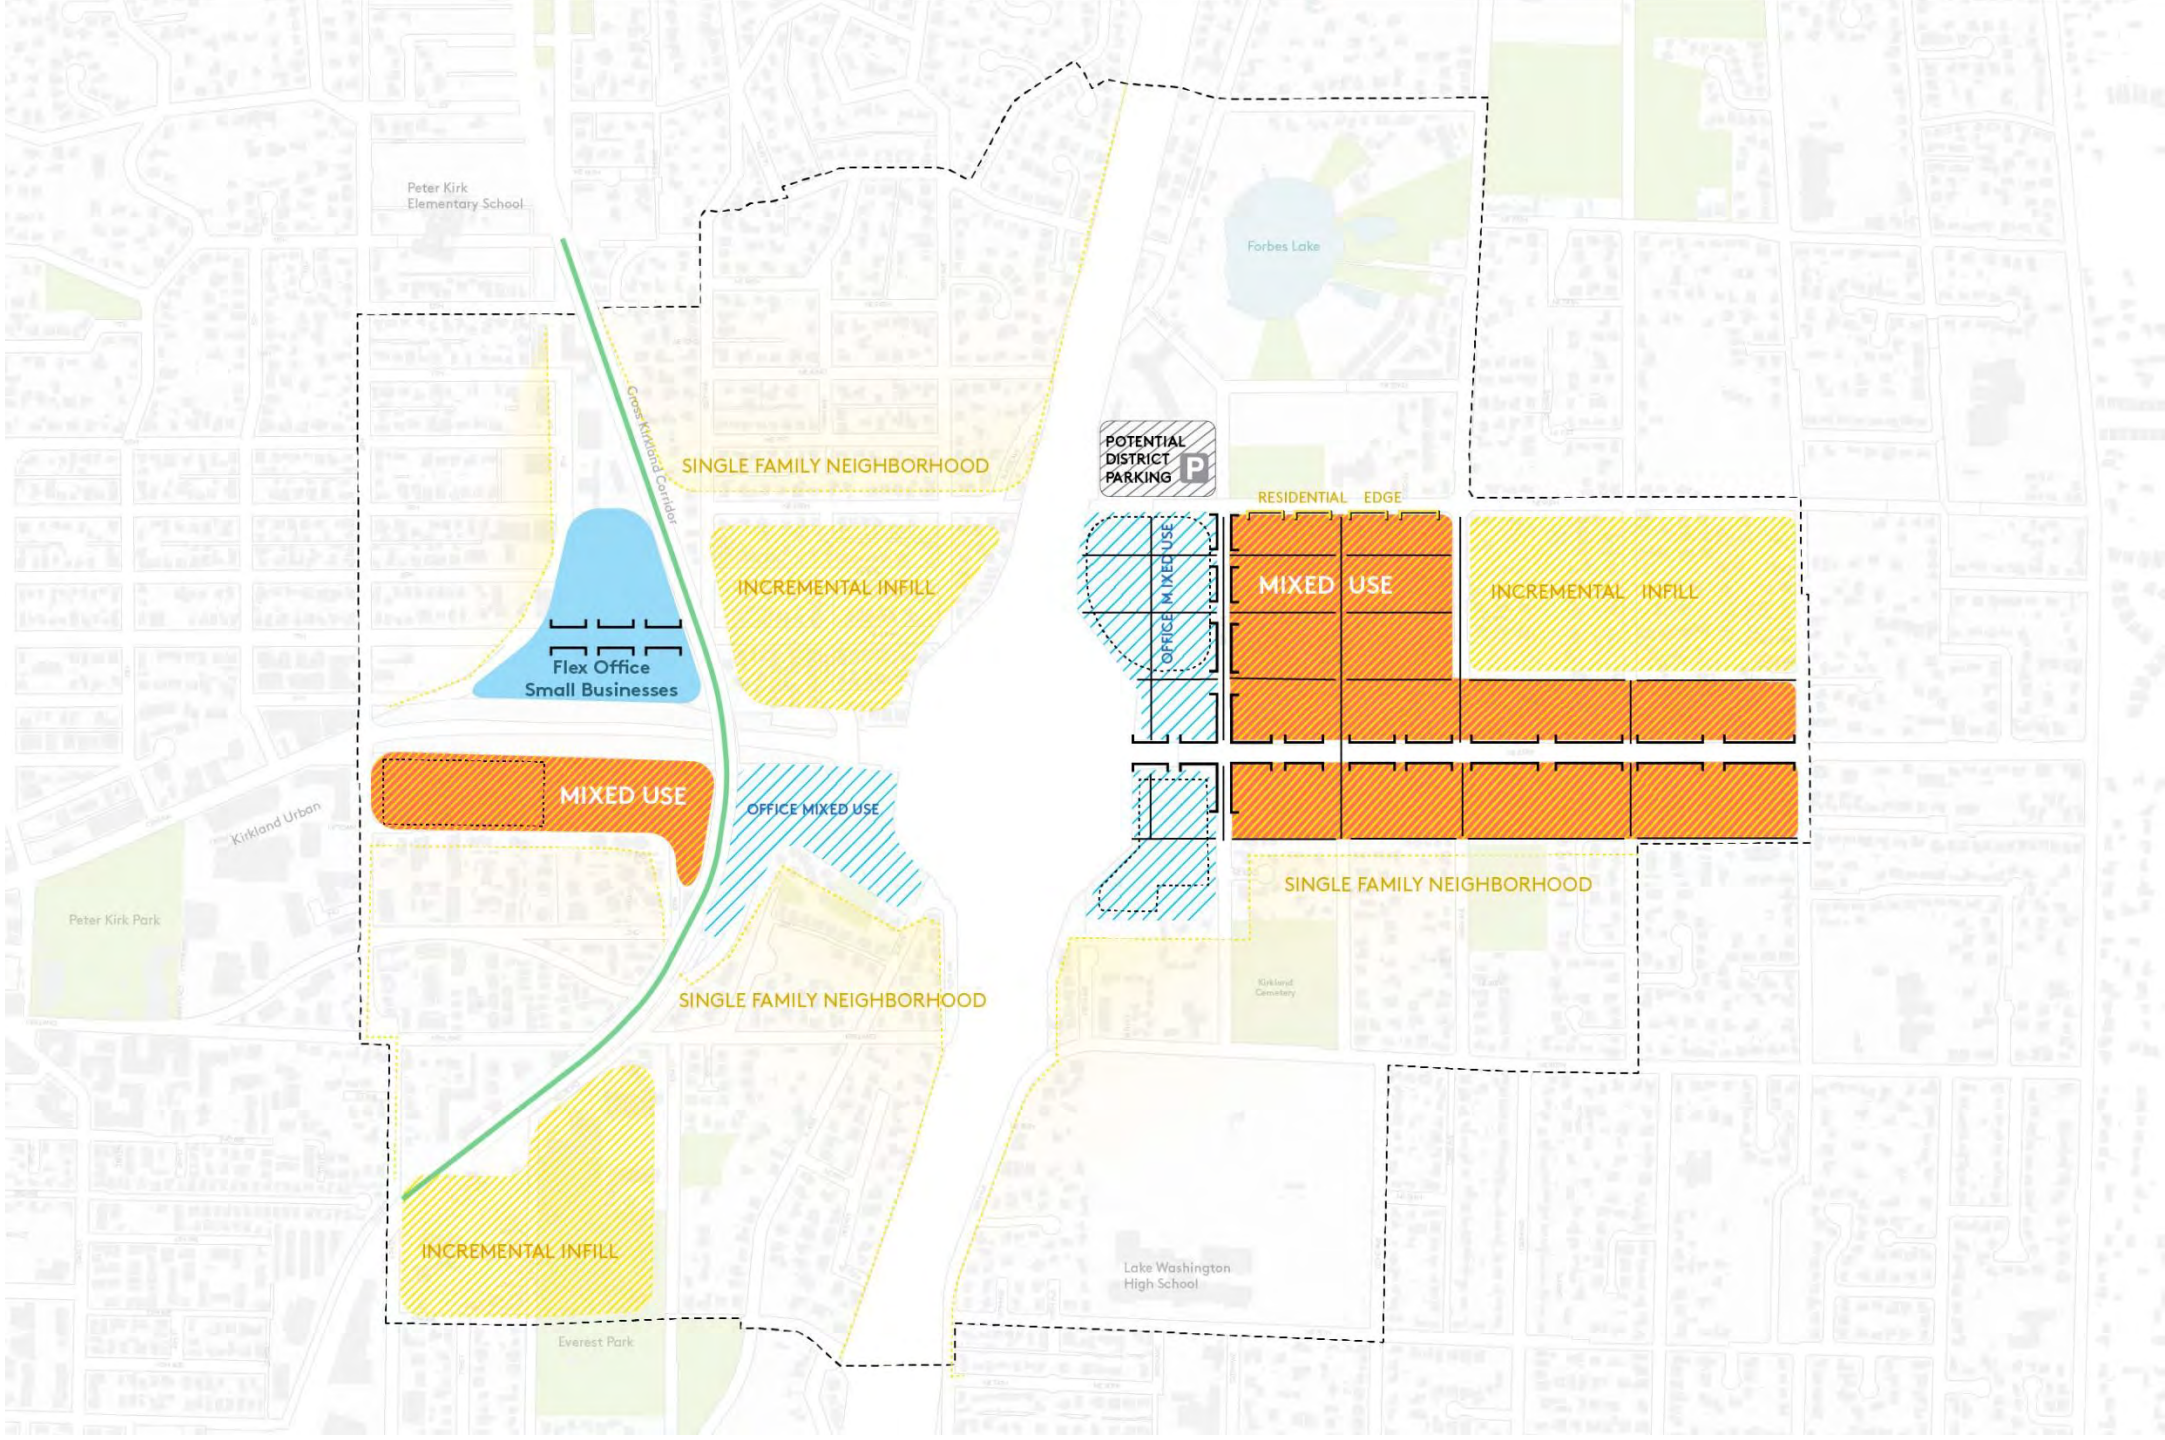 Peter Kirk
Elementary School
Forbes Lake
Cross Kirkland Corridor
SINGLE FAMILY NEIGHBORHOOD
POTENTIAL
DISTRICT
PARKING
P
RESIDENTIAL EDGE
INCREMENTAL INFILL
OFFICE MIXED USE
MIXED USE
INCREMENTAL INFILL
Flex Office
Small Businesses
MIXED USE
OFFICE MIXED USE
Kirkland Urban
Peter Kirk Park
SINGLE FAMILY NEIGHBORHOOD
SINGLE FAMILY NEIGHBORHOOD
Kirkland
Cemetery
INCREMENTAL INFILL
Lake Washington
High School
Everest Park